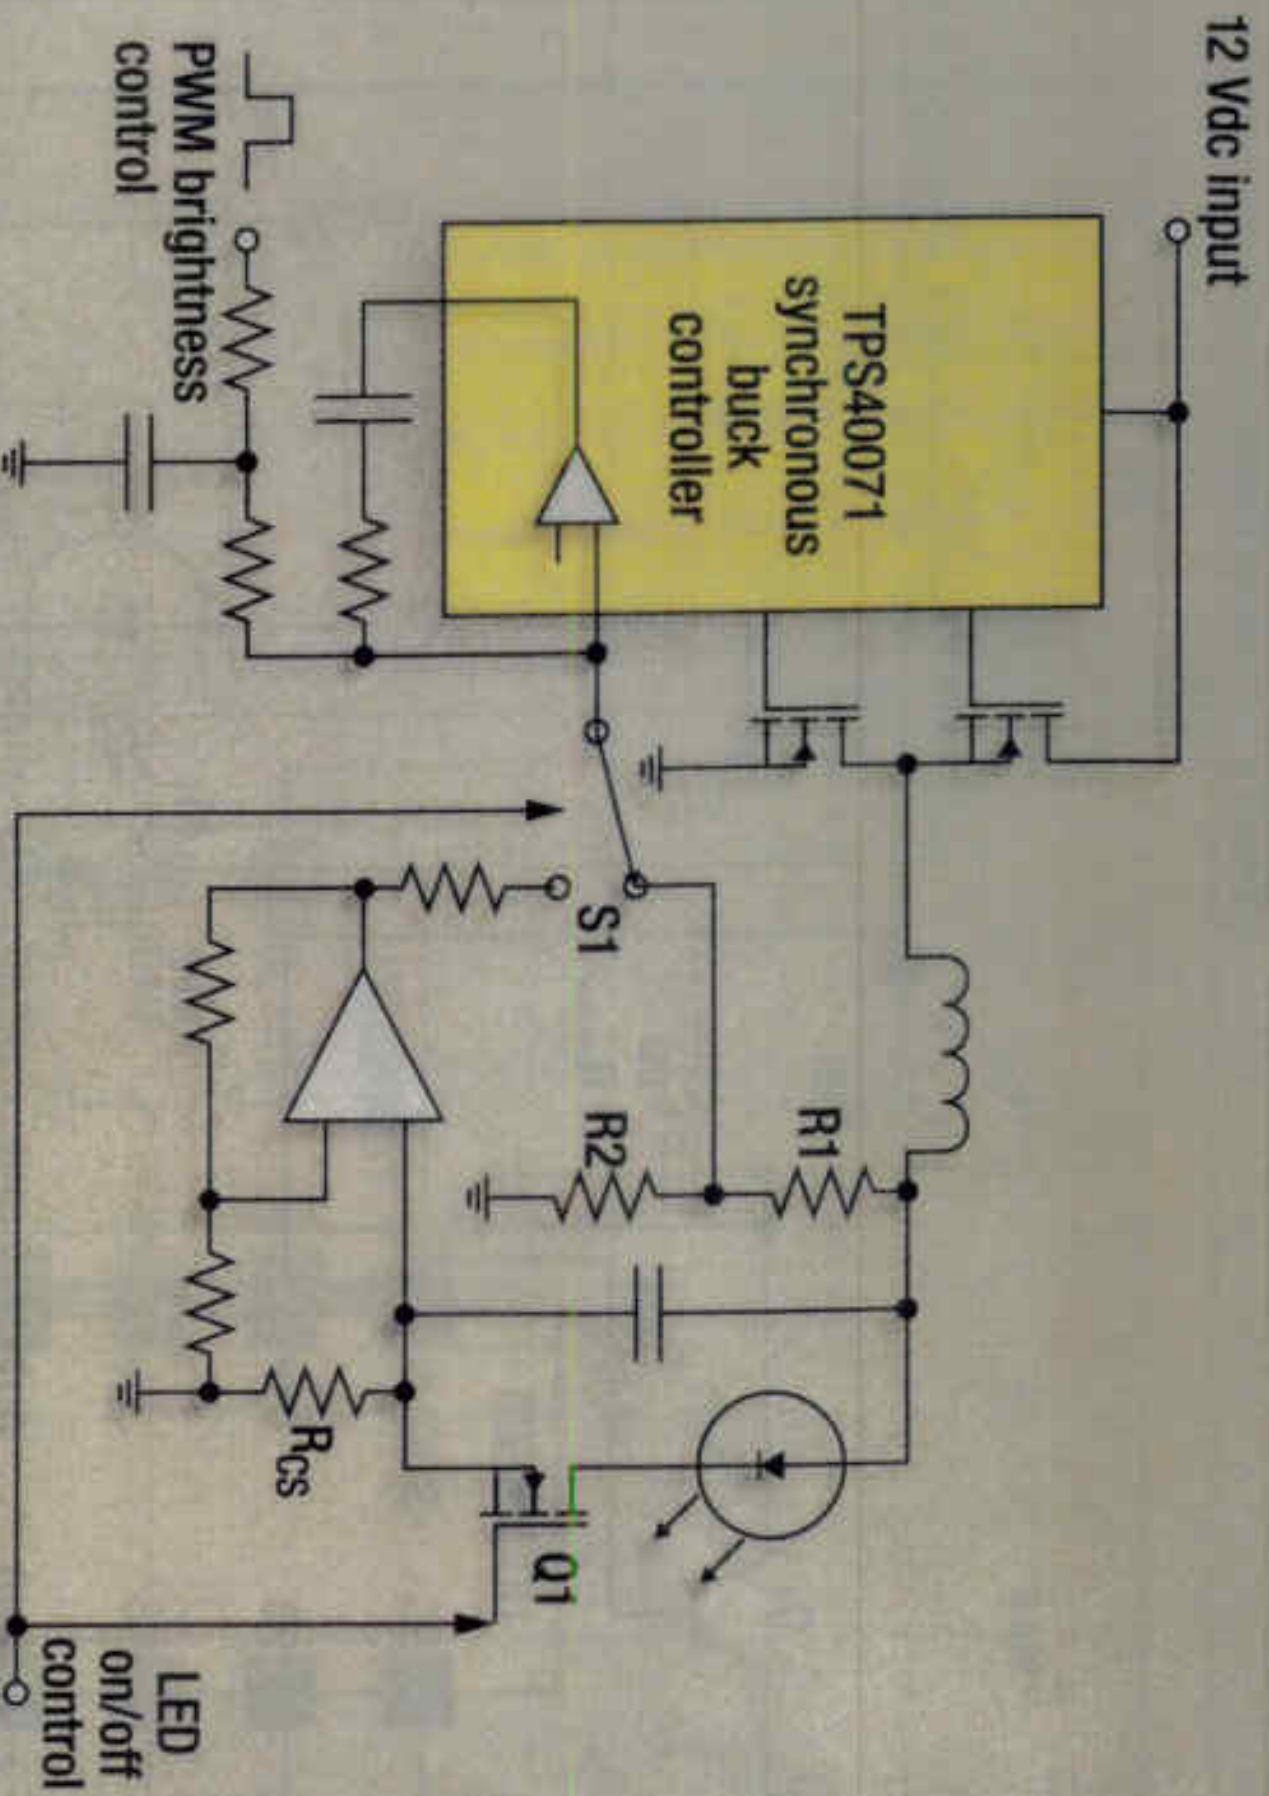 12 Vdc input
TPS40071
synchronous
buck
controller
PWM brightness
control
S1
R1
R2
RCS
Q1
LED
on/off
control